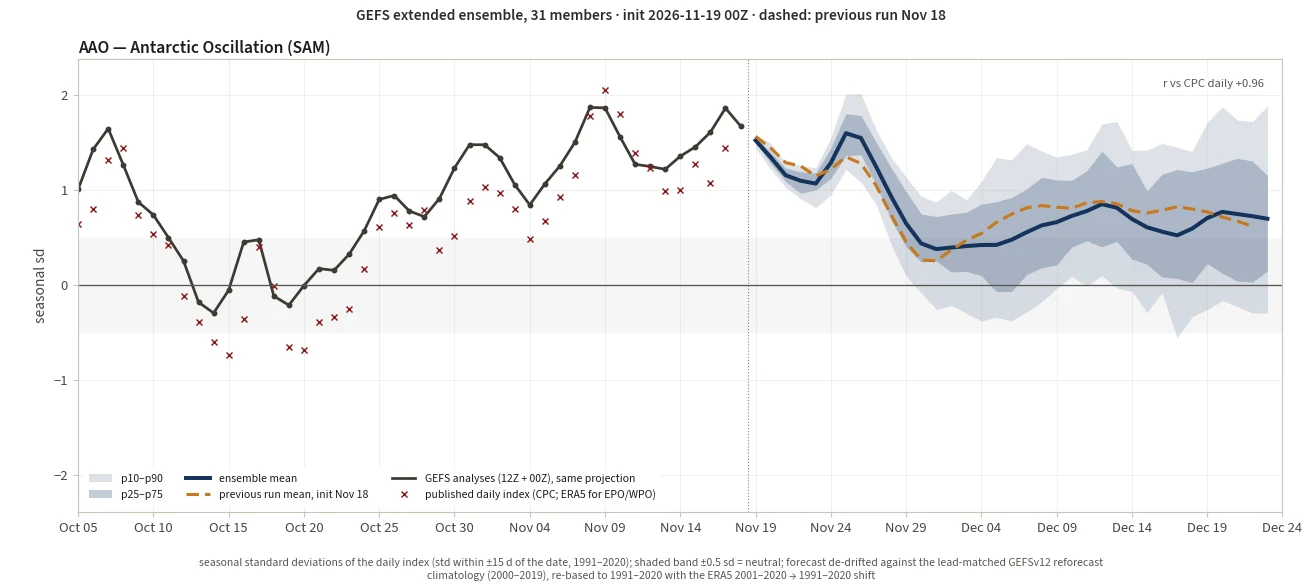 GEFS extended ensemble, 31 members · init 2026-11-19 00Z · dashed: previous run Nov 18
AAO — Antarctic Oscillation (SAM)
r vs CPC daily +0.96
seasonal sd
2
1
0
−1
−2
p10–p90
p25–p75
ensemble mean
previous run mean, init Nov 18
GEFS analyses (12Z + 00Z), same projection
published daily index (CPC; ERA5 for EPO/WPO)
Oct 05 Oct 10 Oct 15 Oct 20 Oct 25 Oct 30 Nov 04 Nov 09 Nov 14 Nov 19 Nov 24 Nov 29 Dec 04 Dec 09 Dec 14 Dec 19 Dec 24
seasonal standard deviations of the daily index (std within ±15 d of the date, 1991–2020); shaded band ±0.5 sd = neutral; forecast de-drifted against the lead-matched GEFSv12 reforecast
climatology (2000–2019), re-based to 1991–2020 with the ERA5 2001–2020 → 1991–2020 shift